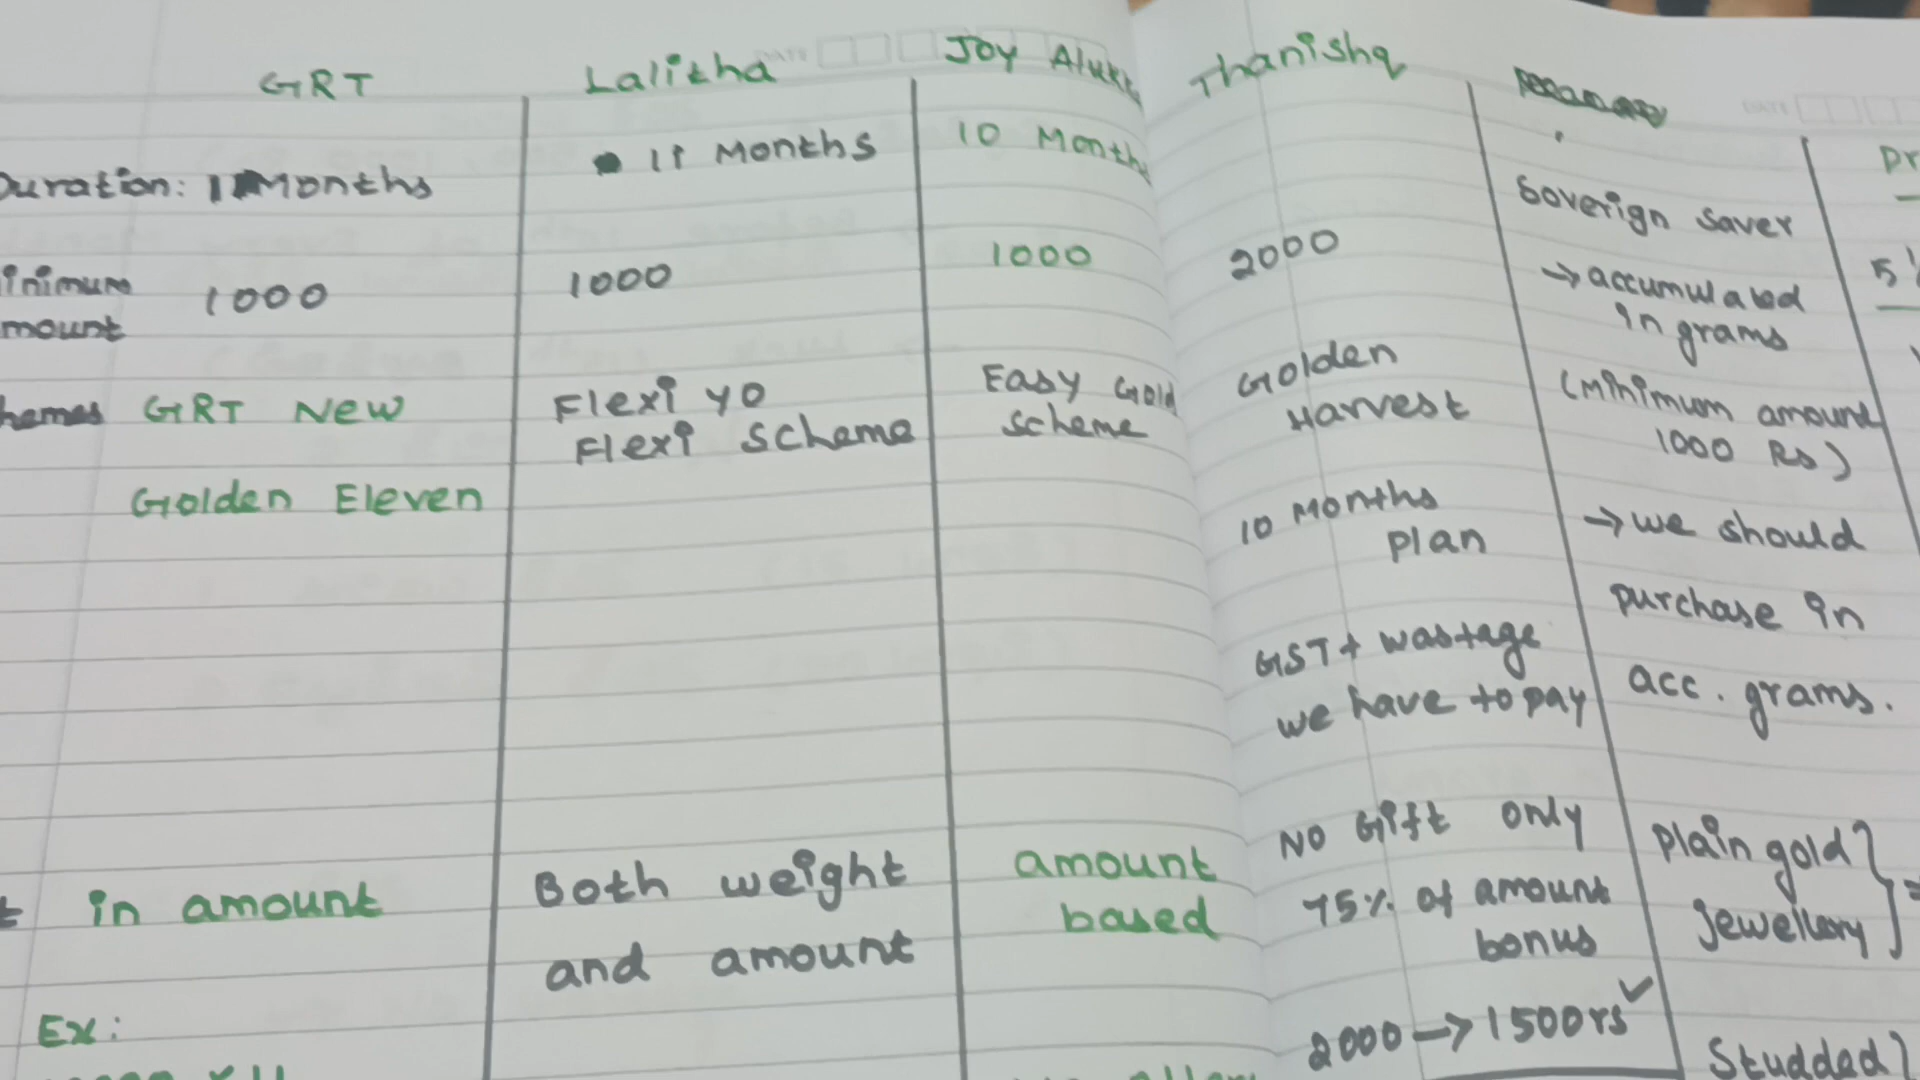 GRT
Lalitha
Joy Alukk
Thanishq
Duration: 11 Months
11 Months
10 Months
Soverign saver
inimum
mount
1000
1000
1000
2000
→ accumulated
in grams
(Minimum amount
1000 Rs)
hemes GRT New
Golden Eleven
Flexi yo
Flexi scheme
Easy Gold
scheme
Golden
Harvest
10 Months
plan
→ we should
purchase in
acc. grams.
GST + wastage
we have to pay
in amount
Both weight
and amount
amount
based
No Gift only
75% of amount
bonus
2000 → 1500rs ✓
plain gold
jewellery
Studded
Ex: